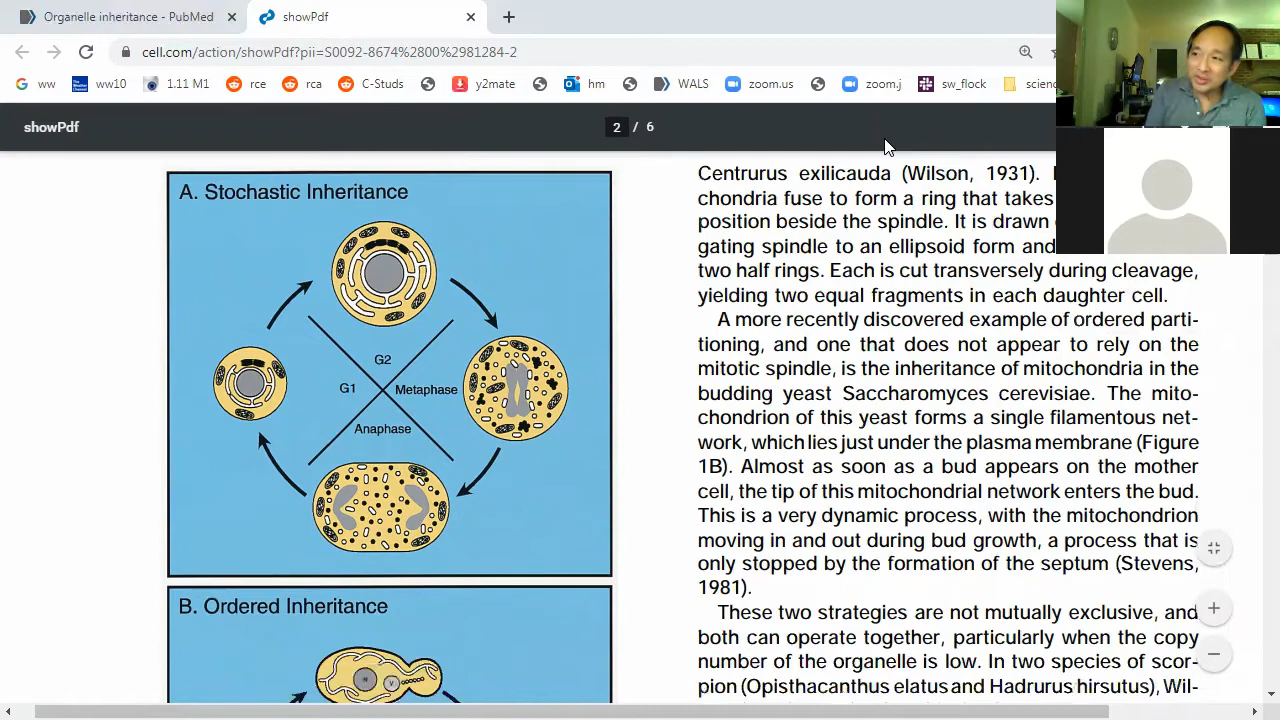 Organelle inheritance - PubMed
showPdf
cell.com/action/showPdf?pii=S0092-8674%2800%2981284-2
ww
ww10
1.11 M1
rce
rca
C-Studs
y2mate
hm
WALS
zoom.us
zoom.j
sw_flock
scienc
showPdf
2 / 6
A. Stochastic Inheritance
G2
G1
Metaphase
Anaphase
B. Ordered Inheritance
N
V
Centrurus exilicauda (Wilson, 1931).
chondria fuse to form a ring that takes
position beside the spindle. It is drawn
gating spindle to an ellipsoid form and
two half rings. Each is cut transversely during cleavage,
yielding two equal fragments in each daughter cell.
A more recently discovered example of ordered parti-
tioning, and one that does not appear to rely on the
mitotic spindle, is the inheritance of mitochondria in the
budding yeast Saccharomyces cerevisiae. The mito-
chondrion of this yeast forms a single filamentous net-
work, which lies just under the plasma membrane (Figure
1B). Almost as soon as a bud appears on the mother
cell, the tip of this mitochondrial network enters the bud.
This is a very dynamic process, with the mitochondrion
moving in and out during bud growth, a process that is
only stopped by the formation of the septum (Stevens,
1981).
These two strategies are not mutually exclusive, and
both can operate together, particularly when the copy
number of the organelle is low. In two species of scor-
pion (Opisthacanthus elatus and Hadrurus hirsutus), Wil-